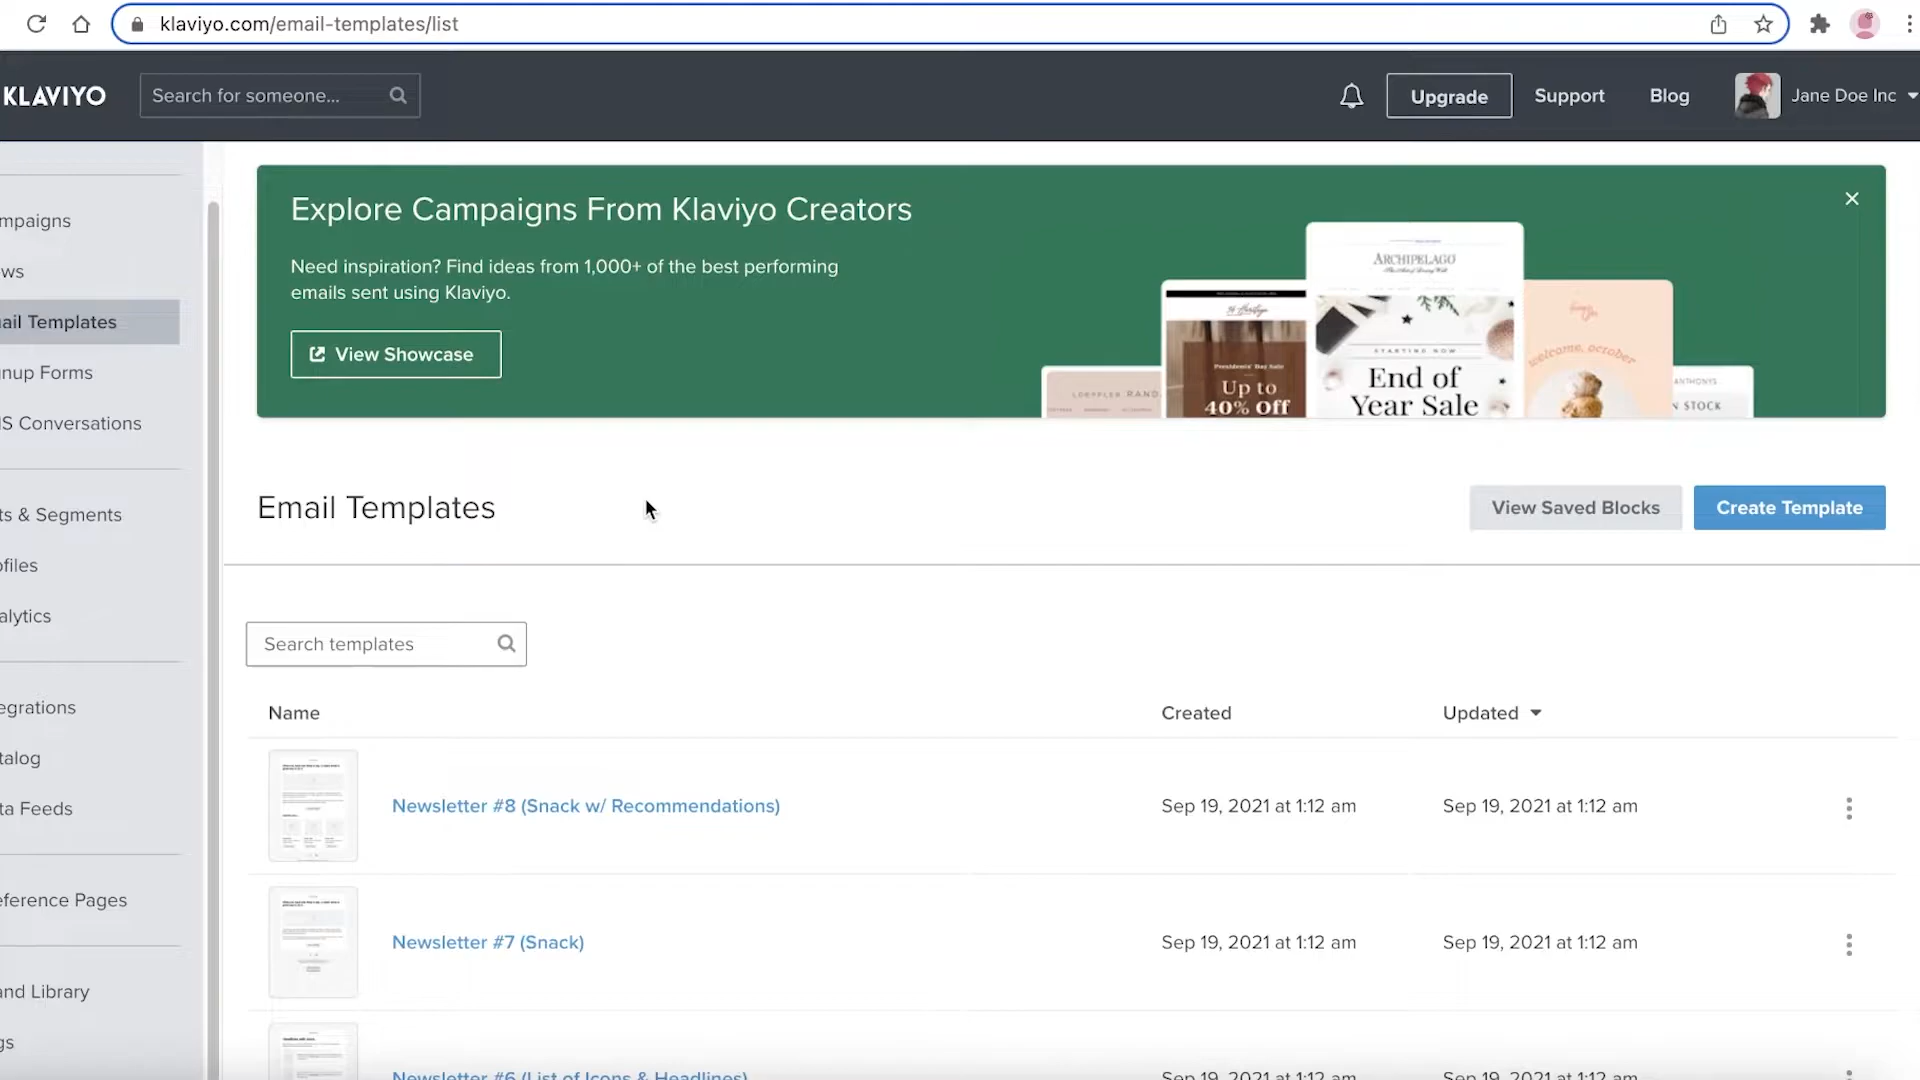 klaviyo.com/email-templates/list
KLAVIYO
Search for someone...
Upgrade
Support
Blog
Jane Doe Inc
mpaigns
ws
ail Templates
nup Forms
S Conversations
ts & Segments
ofiles
alytics
egrations
talog
ta Feeds
eference Pages
and Library
gs
Explore Campaigns From Klaviyo Creators
Need inspiration? Find ideas from 1,000+ of the best performing
emails sent using Klaviyo.
View Showcase
LOEFFLER RAND
Presidents' Day Sale
Up to
40% Off
ARCHIPELAGO
STARTING NOW
End of
Year Sale
welcome, october
ANTHONYS
N STOCK
Email Templates
View Saved Blocks
Create Template
Search templates
Name
Created
Updated
Newsletter #8 (Snack w/ Recommendations)
Sep 19, 2021 at 1:12 am
Sep 19, 2021 at 1:12 am
Newsletter #7 (Snack)
Sep 19, 2021 at 1:12 am
Sep 19, 2021 at 1:12 am
Newsletter #6 (List of Icons & Headlines)
Sep 19, 2021 at 1:12 am
Sep 19, 2021 at 1:12 am